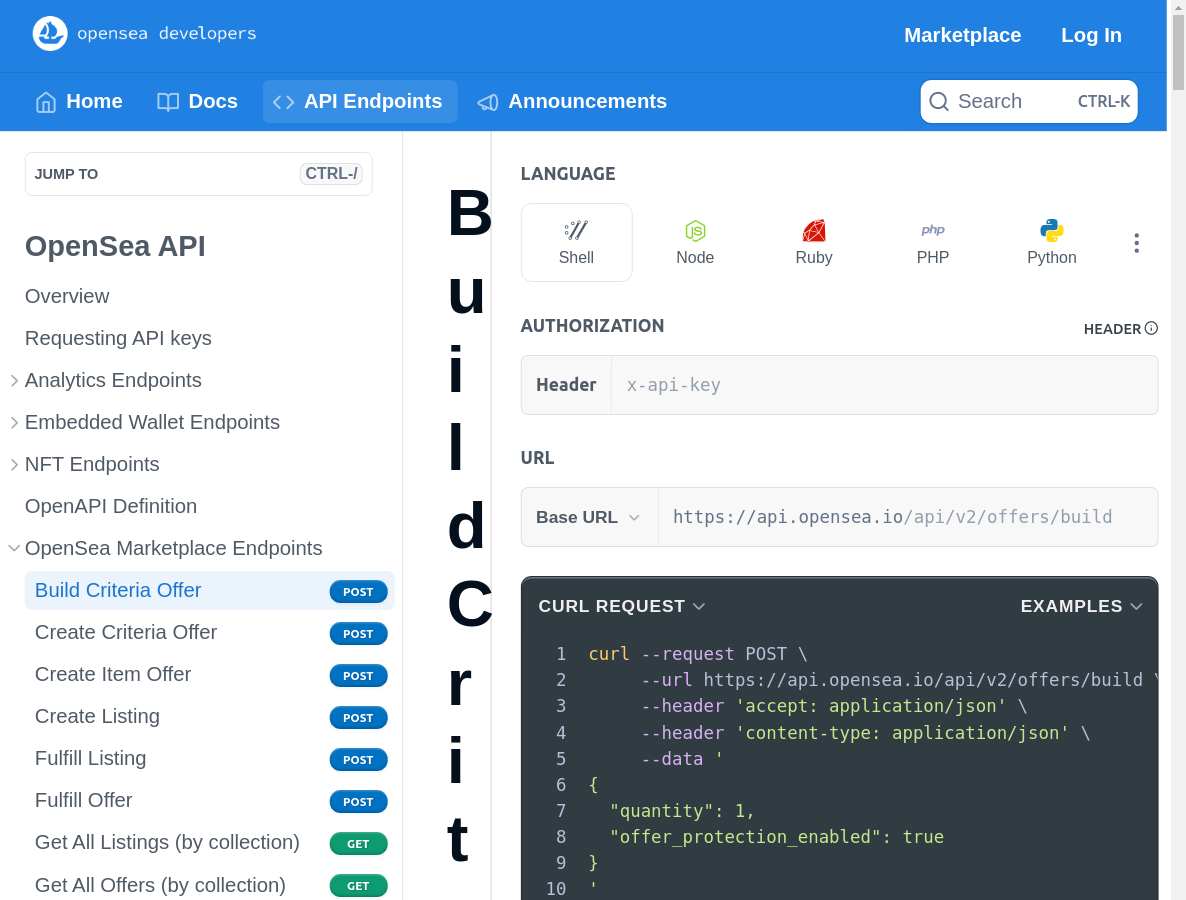 opensea developers
Marketplace
Log In
Home
Docs
API Endpoints
Announcements
Search
CTRL-K
JUMP TO
CTRL-/
OpenSea API
Overview
Requesting API keys
Analytics Endpoints
Embedded Wallet Endpoints
NFT Endpoints
OpenAPI Definition
OpenSea Marketplace Endpoints
Build Criteria Offer POST
Create Criteria Offer POST
Create Item Offer POST
Create Listing POST
Fulfill Listing POST
Fulfill Offer POST
Get All Listings (by collection) GET
Get All Offers (by collection) GET
B
u
i
l
d
C
r
i
t
LANGUAGE
Shell
Node
Ruby
php
PHP
Python
AUTHORIZATION
HEADER
Header
x-api-key
URL
Base URL
https://api.opensea.io/api/v2/offers/build
CURL REQUEST
EXAMPLES
1 curl --request POST \
2 --url https://api.opensea.io/api/v2/offers/build \
3 --header 'accept: application/json' \
4 --header 'content-type: application/json' \
5 --data '
6 {
7 "quantity": 1,
8 "offer_protection_enabled": true
9 }
10 '